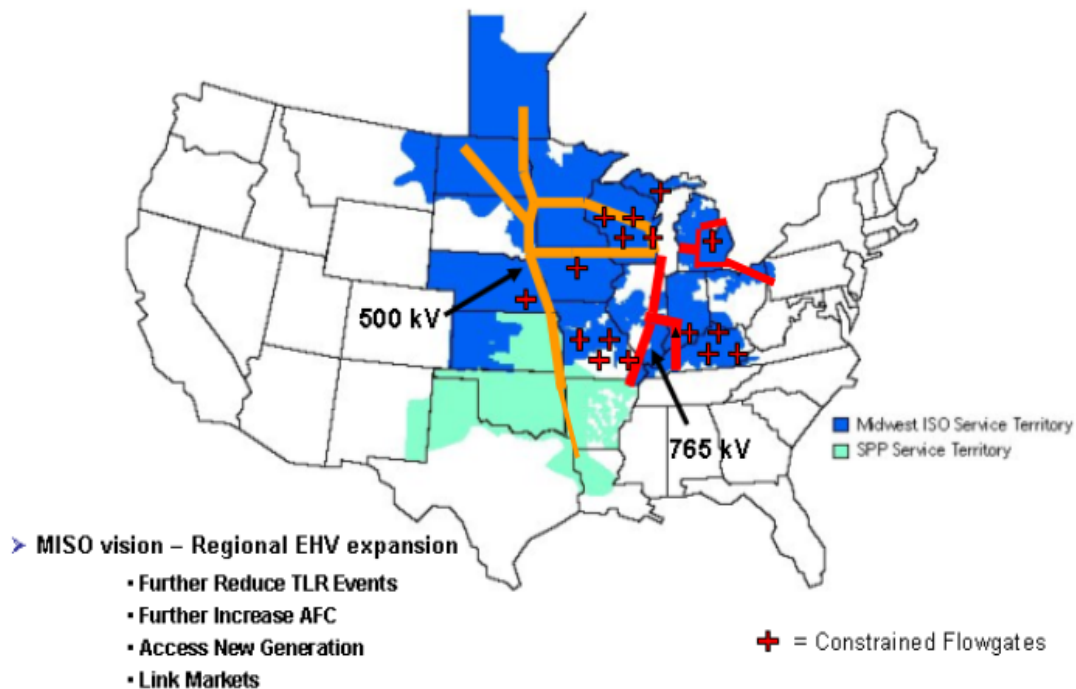 500 kV
765 kV
Midwest ISO Service Territory
SPP Service Territory
➤ MISO vision – Regional EHV expansion
▪ Further Reduce TLR Events
▪ Further Increase AFC
▪ Access New Generation
▪ Link Markets
= Constrained Flowgates